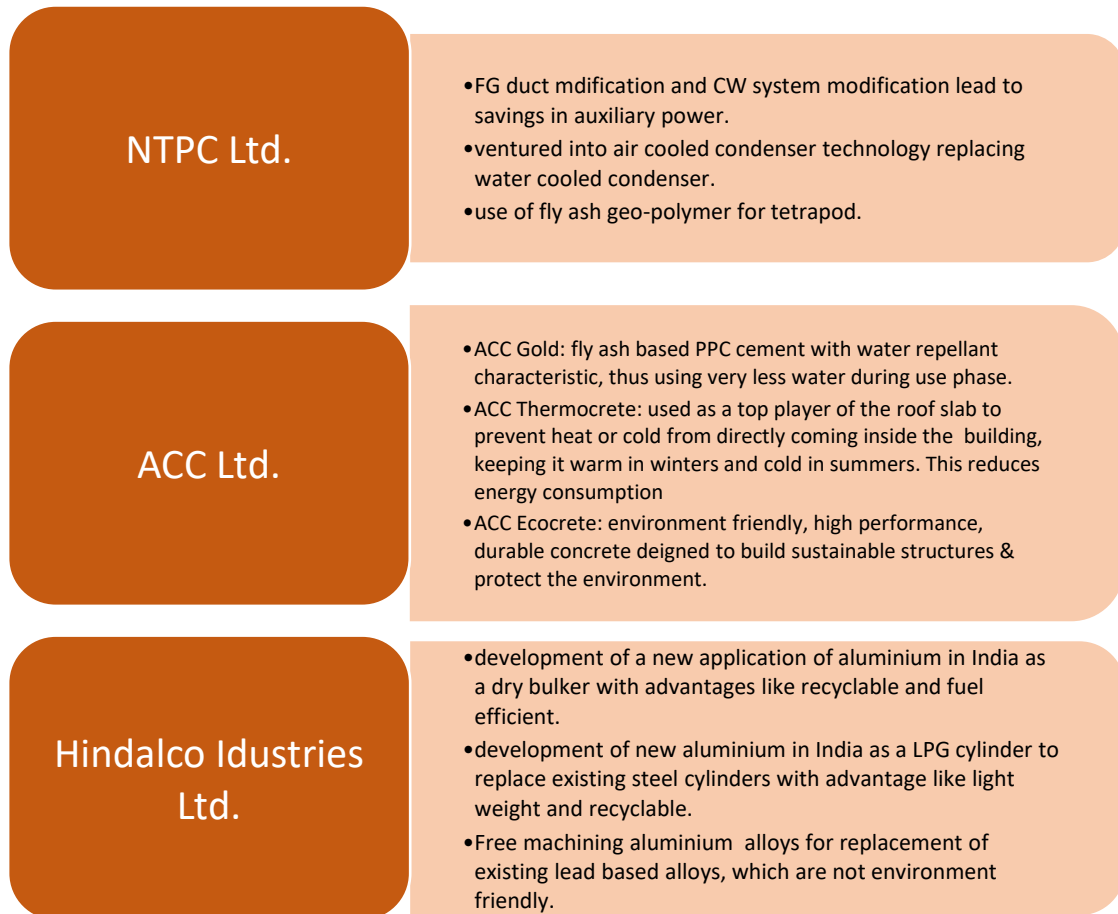 NTPC Ltd.
•FG duct mdification and CW system modification lead to
savings in auxiliary power.
•ventured into air cooled condenser technology replacing
water cooled condenser.
•use of fly ash geo-polymer for tetrapod.
ACC Ltd.
•ACC Gold: fly ash based PPC cement with water repellant
characteristic, thus using very less water during use phase.
•ACC Thermocrete: used as a top player of the roof slab to
prevent heat or cold from directly coming inside the  building,
keeping it warm in winters and cold in summers. This reduces
energy consumption
•ACC Ecocrete: environment friendly, high performance,
durable concrete deigned to build sustainable structures &
protect the environment.
Hindalco Idustries
Ltd.
•development of a new application of aluminium in India as
a dry bulker with advantages like recyclable and fuel
efficient.
•development of new aluminium in India as a LPG cylinder to
replace existing steel cylinders with advantage like light
weight and recyclable.
•Free machining aluminium  alloys for replacement of
existing lead based alloys, which are not environment
friendly.